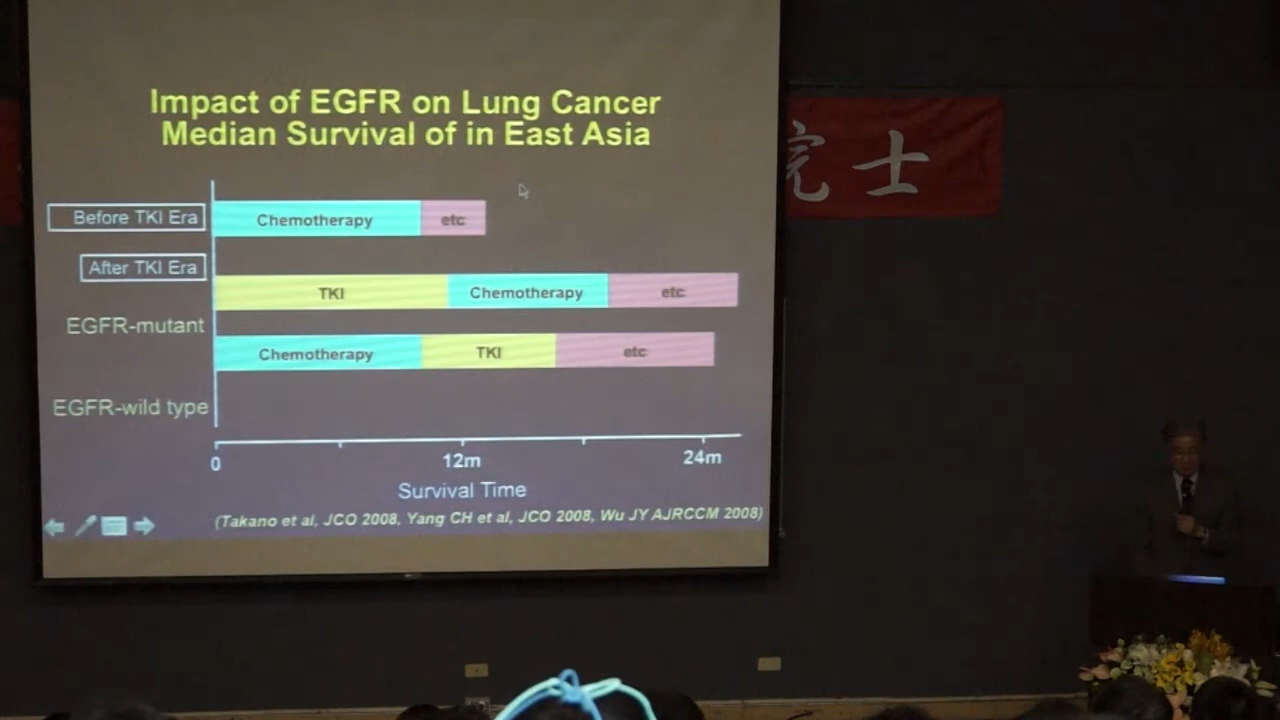 Impact of EGFR on Lung Cancer
Median Survival of in East Asia
Before TKI Era
Chemotherapy
etc
After TKI Era
TKI
Chemotherapy
etc
EGFR-mutant
Chemotherapy
TKI
etc
EGFR-wild type
0
12m
24m
Survival Time
(Takano et al, JCO 2008, Yang CH et al, JCO 2008, Wu JY AJRCCM 2008)
院士